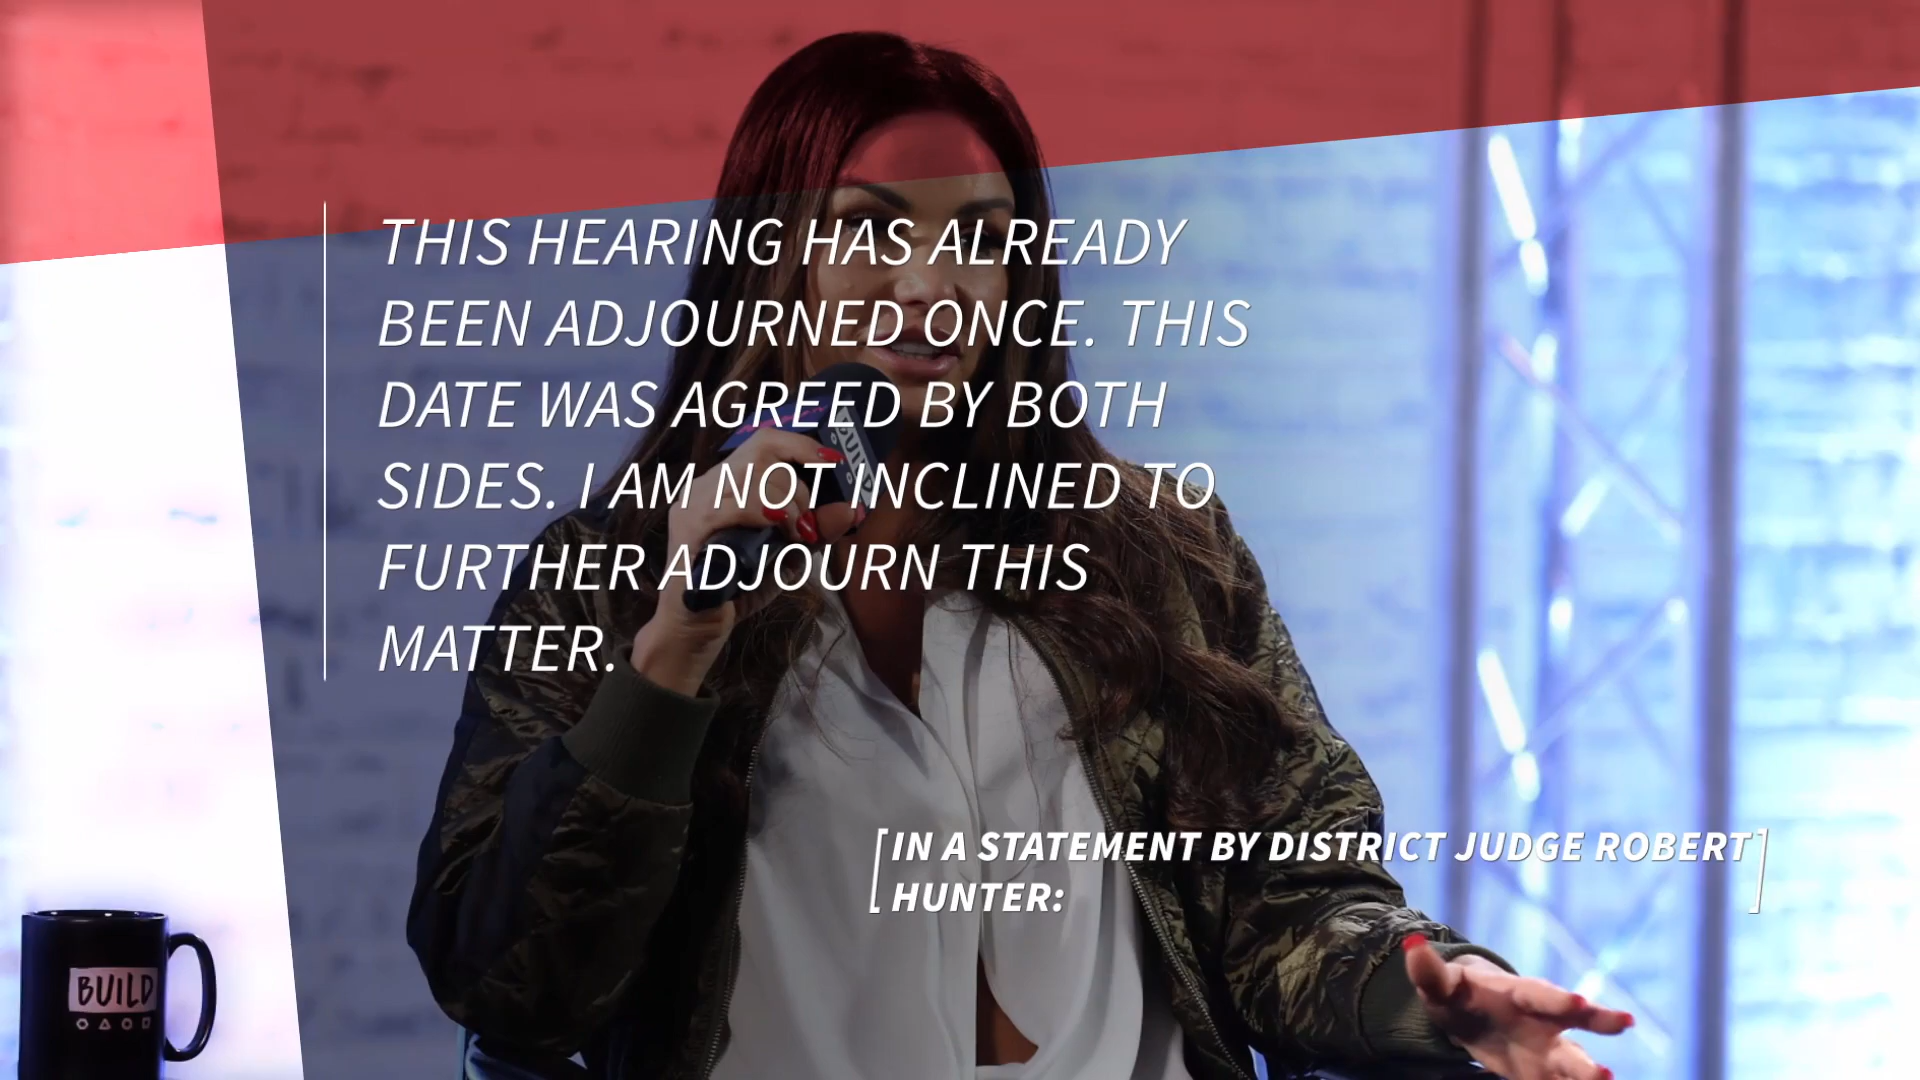 THIS HEARING HAS ALREADY
BEEN ADJOURNED ONCE. THIS
DATE WAS AGREED BY BOTH
SIDES. I AM NOT INCLINED TO
FURTHER ADJOURN THIS
MATTER.
IN A STATEMENT BY DISTRICT JUDGE ROBERT
HUNTER:
BUILD
BUILD